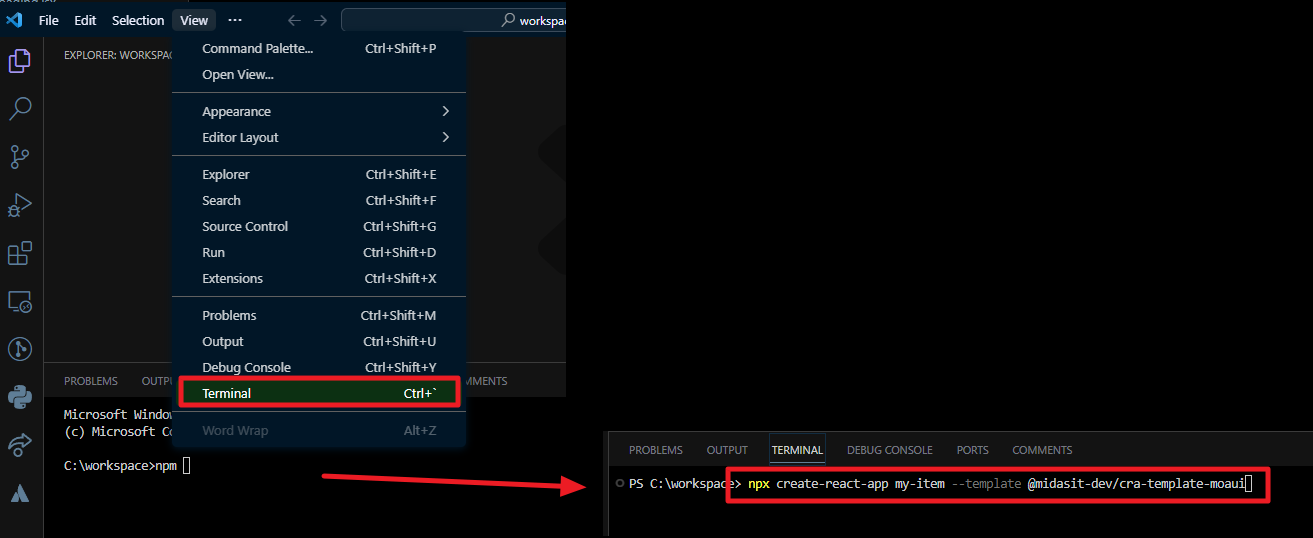 File Edit Selection View ··· workspac
EXPLORER: WORKSPAC
Command Palette... Ctrl+Shift+P
Open View...
Appearance
Editor Layout
Explorer Ctrl+Shift+E
Search Ctrl+Shift+F
Source Control Ctrl+Shift+G
Run Ctrl+Shift+D
Extensions Ctrl+Shift+X
Problems Ctrl+Shift+M
Output Ctrl+Shift+U
Debug Console Ctrl+Shift+Y
Terminal Ctrl+`
Word Wrap Alt+Z
PROBLEMS OUTPU MMENTS
Microsoft Window
(c) Microsoft Co
C:\workspace>npm
PROBLEMS OUTPUT TERMINAL DEBUG CONSOLE PORTS COMMENTS
PS C:\workspace> npx create-react-app my-item --template @midasit-dev/cra-template-moaui